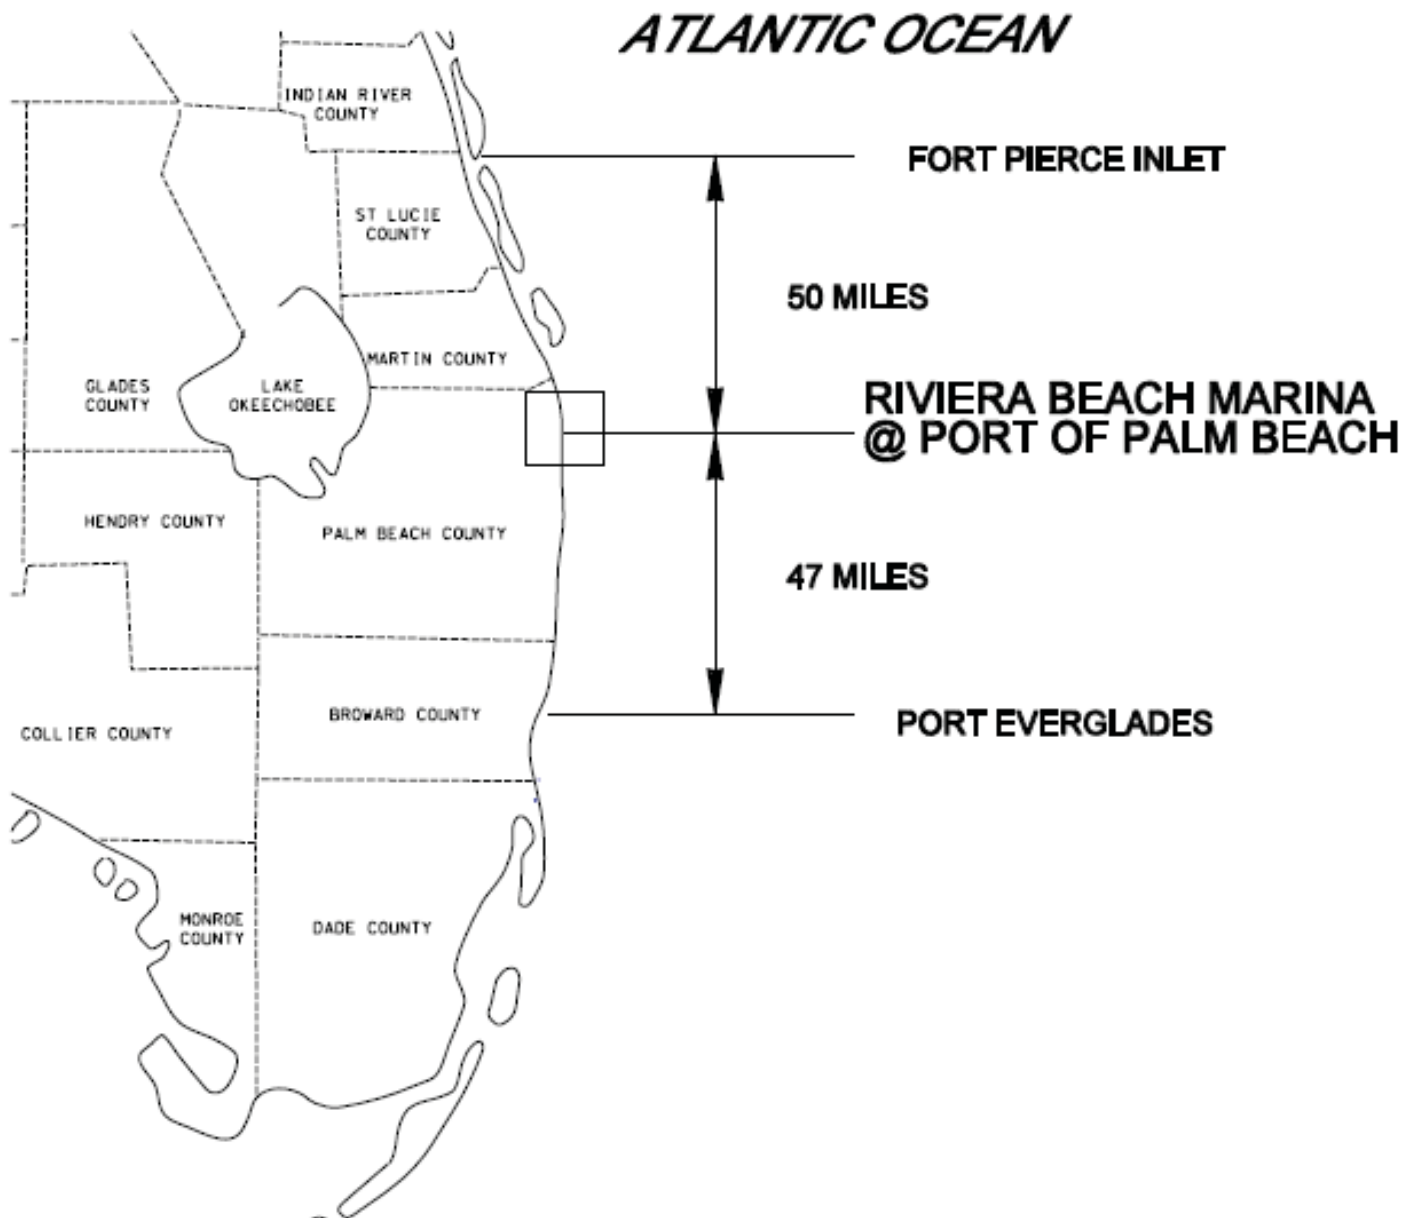 ATLANTIC OCEAN
INDIAN RIVER
COUNTY
FORT PIERCE INLET
ST LUCIE
COUNTY
50 MILES
MARTIN COUNTY
GLADES
COUNTY
LAKE
OKEECHOBEE
RIVIERA BEACH MARINA
@ PORT OF PALM BEACH
HENDRY COUNTY
PALM BEACH COUNTY
47 MILES
BROWARD COUNTY
PORT EVERGLADES
COLLIER COUNTY
MONROE
COUNTY
DADE COUNTY